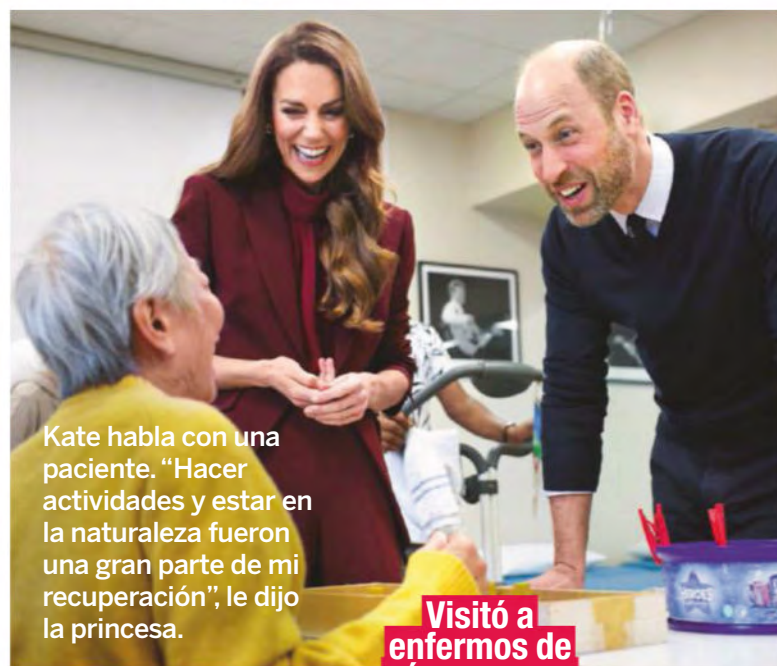 Kate habla con una
paciente. “Hacer
actividades y estar en
la naturaleza fueron
una gran parte de mi
recuperación”, le dijo
la princesa.
Visitó a
enfermos de
HEROES